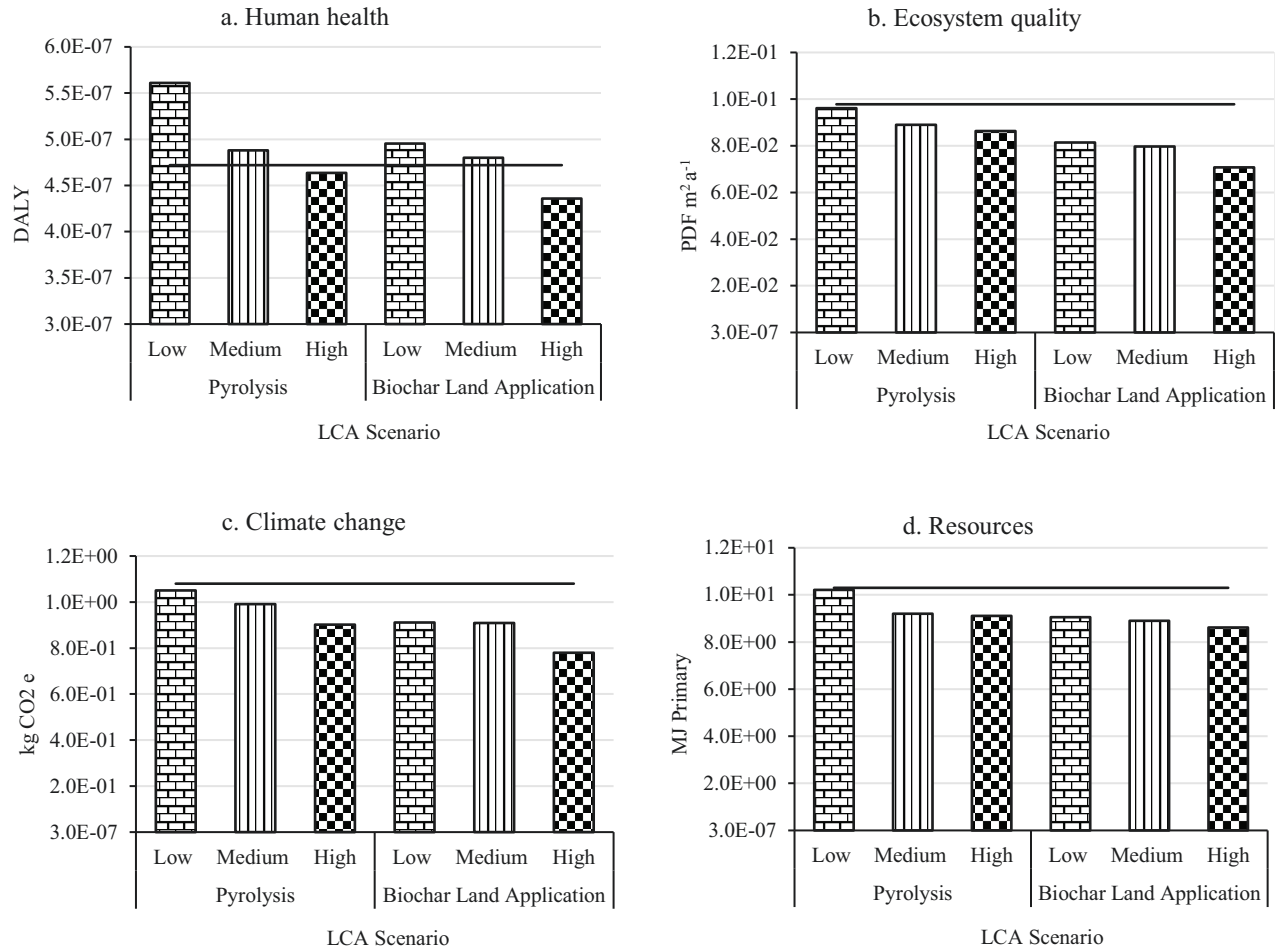 a. Human health
6.0E-07
5.5E-07
5.0E-07
4.5E-07
4.0E-07
4.5E-07
3.0E-07
DALY
Low Medium High Low Medium High
Pyrolysis Biochar Land Application
LCA Scenario
b. Ecosystem quality
1.2E-01
1.0E-01
8.0E-02
6.0E-02
4.0E-02
2.0E-02
3.0E-07
PDF m² a⁻¹
Low Medium High Low Medium High
Pyrolysis Biochar Land Application
LCA Scenario
c. Climate change
1.2E+00
1.0E+00
8.0E-01
6.0E-01
4.0E-01
2.0E-01
3.0E-07
kg CO2 e
Low Medium High Low Medium High
Pyrolysis Biochar Land Application
LCA Scenario
d. Resources
1.2E+01
1.0E+01
8.0E+00
6.0E+00
4.0E+00
2.0E+00
3.0E-07
MJ Primary
Low Medium High Low Medium High
Pyrolysis Biochar Land Application
LCA Scenario